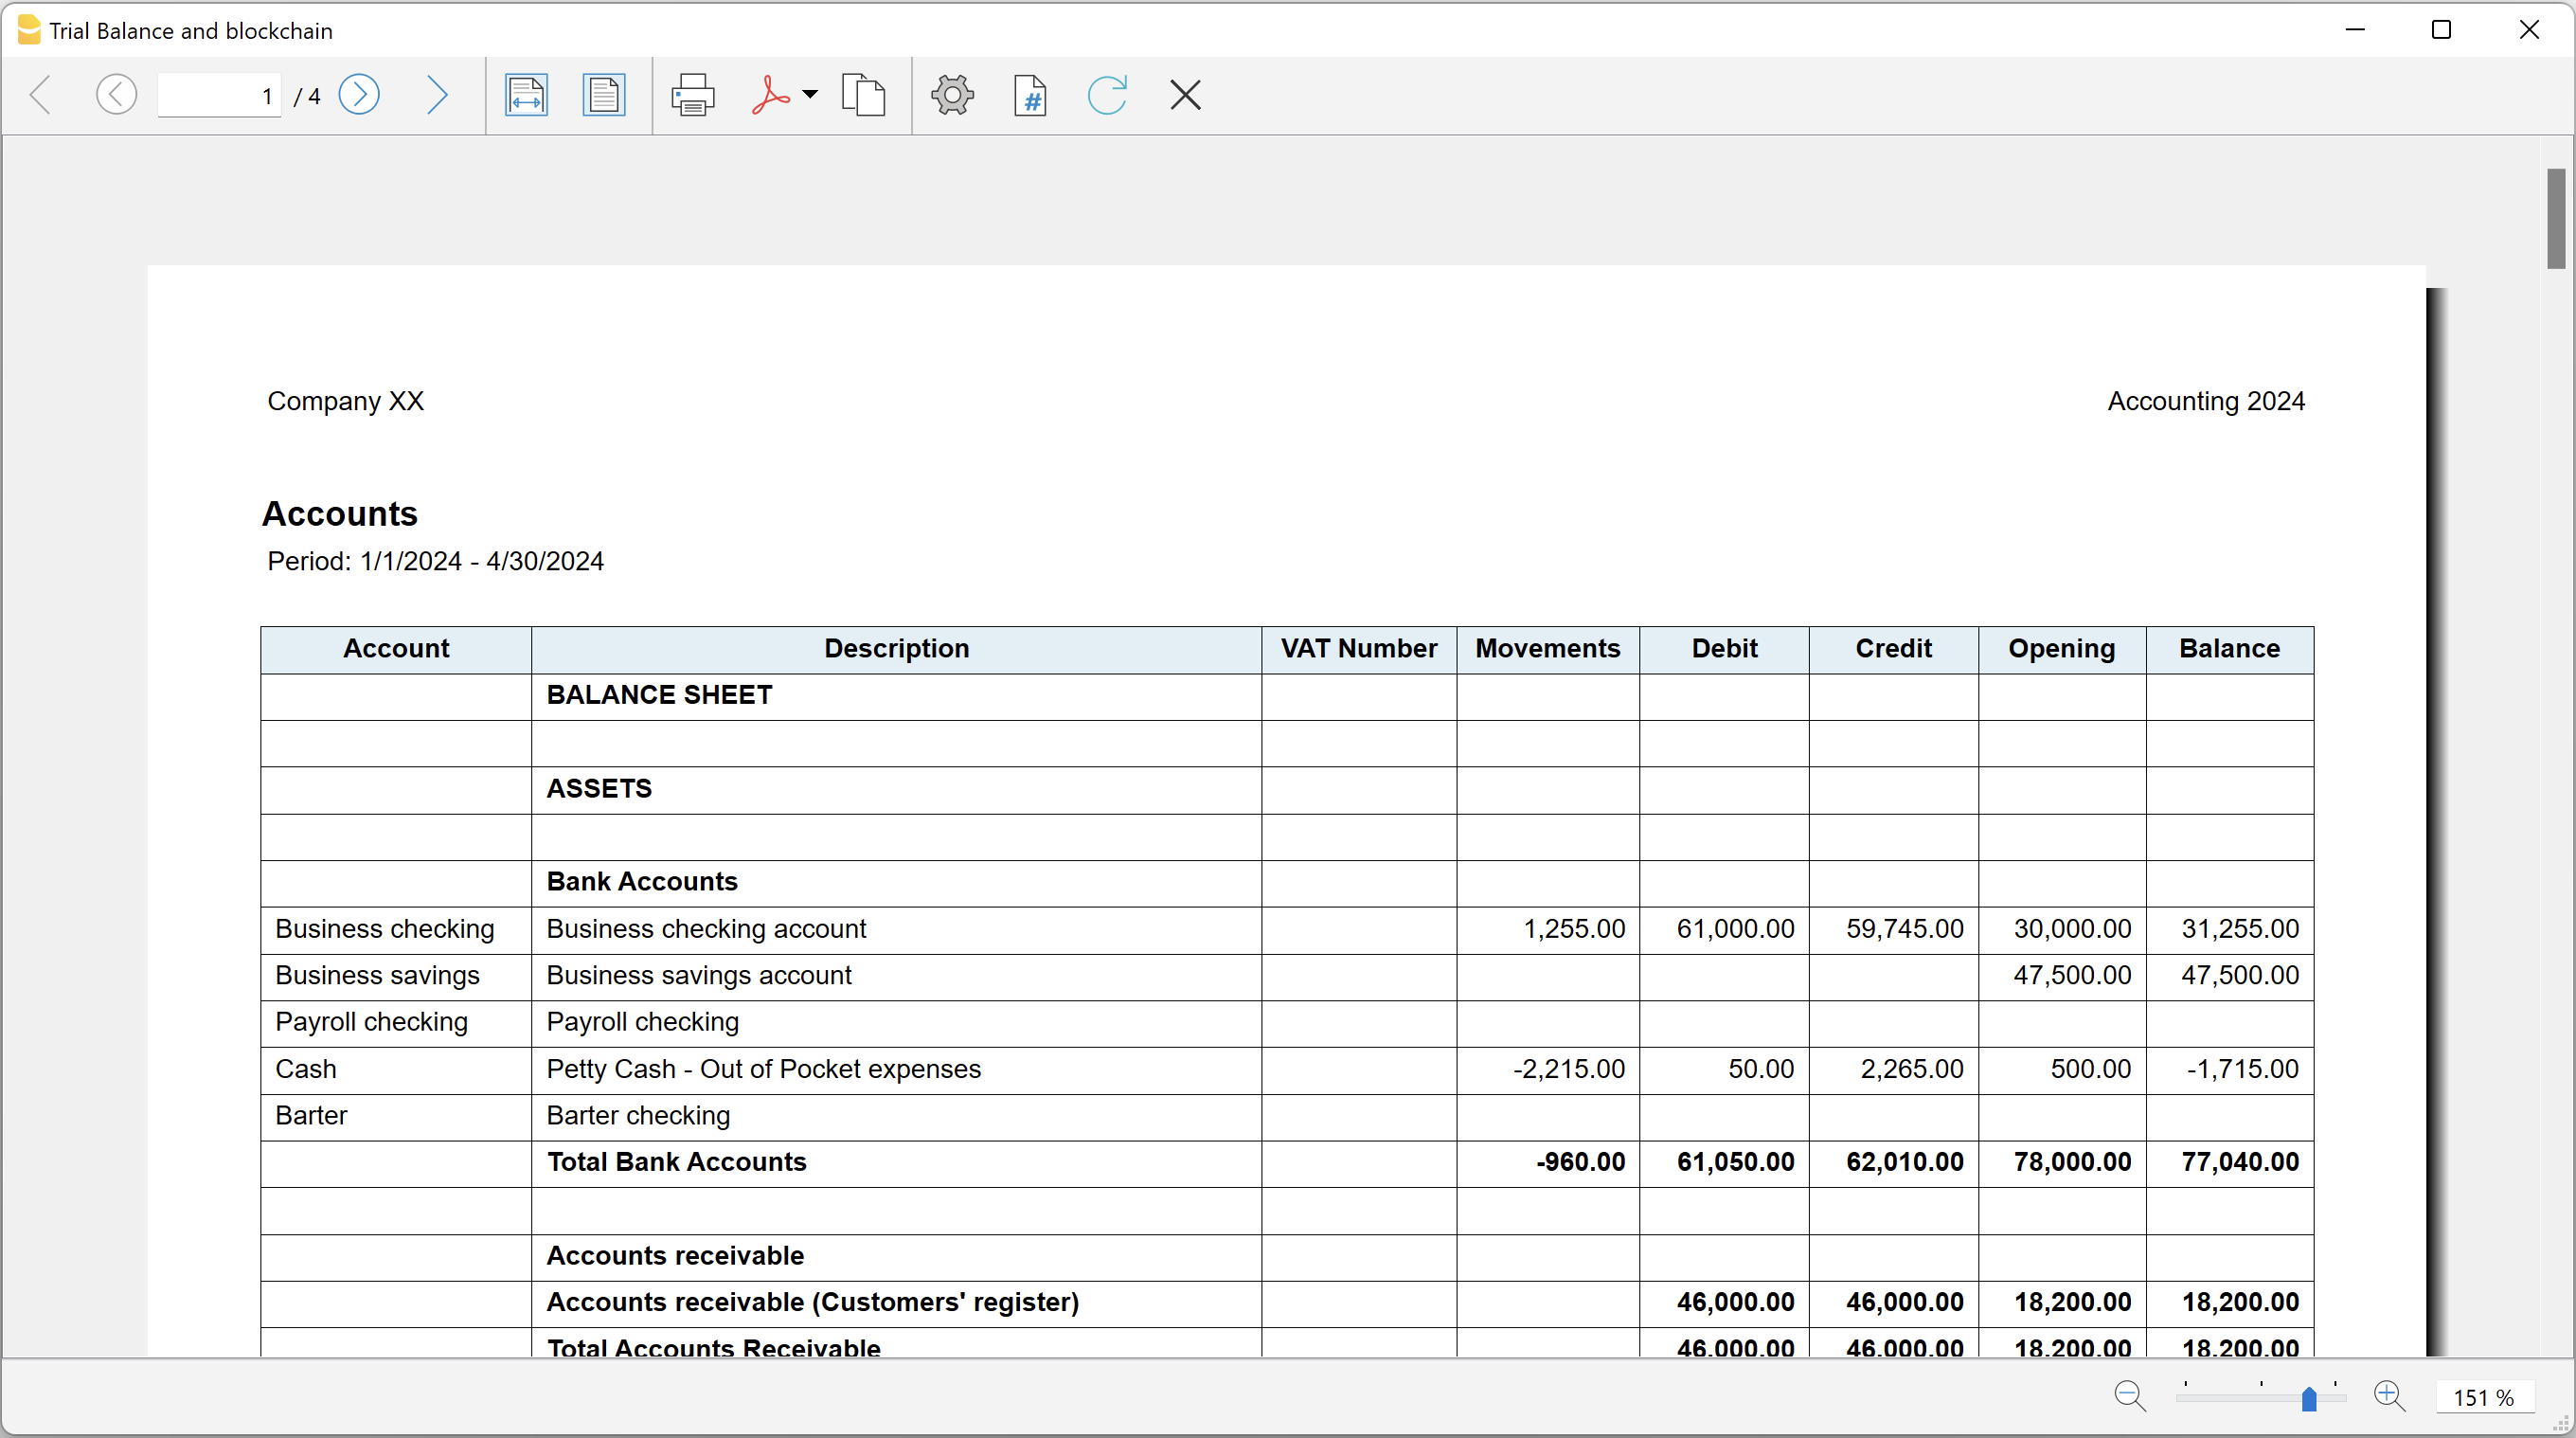 Trial Balance and blockchain
1 / 4
#
Company XX Accounting 2024
Accounts
Period: 1/1/2024 - 4/30/2024
Account Description VAT Number Movements Debit Credit Opening Balance
BALANCE SHEET
ASSETS
Bank Accounts
Business checking Business checking account 1,255.00 61,000.00 59,745.00 30,000.00 31,255.00
Business savings Business savings account 47,500.00 47,500.00
Payroll checking Payroll checking
Cash Petty Cash - Out of Pocket expenses -2,215.00 50.00 2,265.00 500.00 -1,715.00
Barter Barter checking
Total Bank Accounts -960.00 61,050.00 62,010.00 78,000.00 77,040.00
Accounts receivable
Accounts receivable (Customers' register) 46,000.00 46,000.00 18,200.00 18,200.00
Total Accounts Receivable 46,000.00 46,000.00 18,200.00 18,200.00
151 %